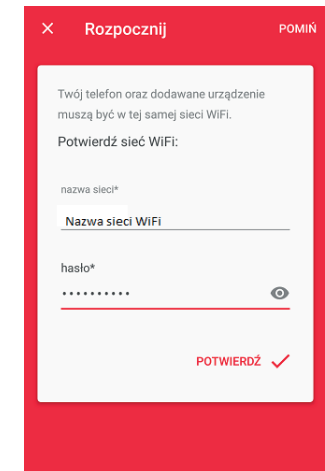 Rozpocznij POMIŃ
Twój telefon oraz dodawane urządzenie
muszą być w tej samej sieci WiFi.
Potwierdź sieć WiFi:
nazwa sieci*
Nazwa sieci WiFi
hasło*
••••••••••
POTWIERDŹ